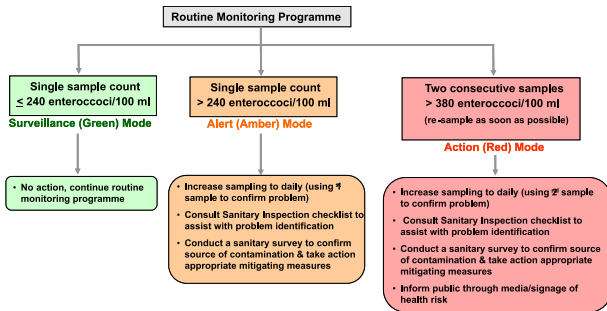 Routine Monitoring Programme
Single sample count
≤ 240 enterococci/100 ml
Surveillance (Green) Mode
• No action, continue routine
monitoring programme
Single sample count
> 240 enterococci/100 ml
Alert (Amber) Mode
• Increase sampling to daily (using
sample to confirm problem)
• Consult Sanitary Inspection checklist to
assist with problem identification
• Conduct a sanitary survey to confirm
source of contamination & take action
appropriate mitigating measures
Two consecutive samples
> 380 enterococci/100 ml
(re-sample as soon as possible)
Action (Red) Mode
• Increase sampling to daily (using
sample
to confirm problem)
• Consult Sanitary Inspection checklist to
assist with problem identification
• Conduct a sanitary survey to confirm source
of contamination & take action appropriate
mitigating measures
• Inform public through media/signage of
health risk